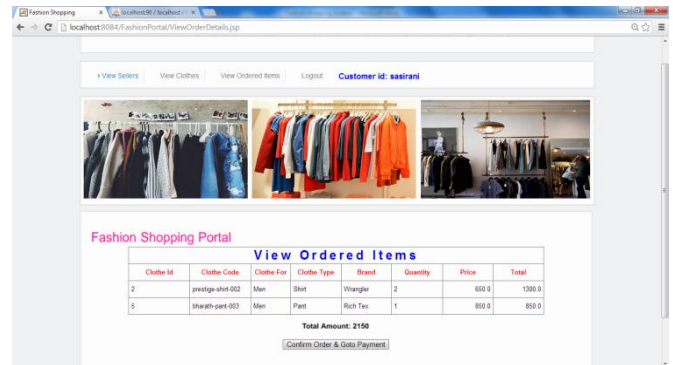 Fashion Shopping
localhost:90 / localhost /
localhost:8084/FashionPortal/ViewOrderDetails.jsp
View Sellers View Clothes View Ordered Items Logout Customer id: sasirani
Fashion Shopping Portal
View Ordered Items
Clothe Id Clothe Code Clothe For Clothe Type Brand Quantity Price Total
2 prestige-shirt-002 Men Shirt Wrangler 2 650.0 1300.0
5 bharath-pant-003 Men Pant Rich Tex 1 850.0 850.0
Total Amount: 2150
Confirm Order & Goto Payment